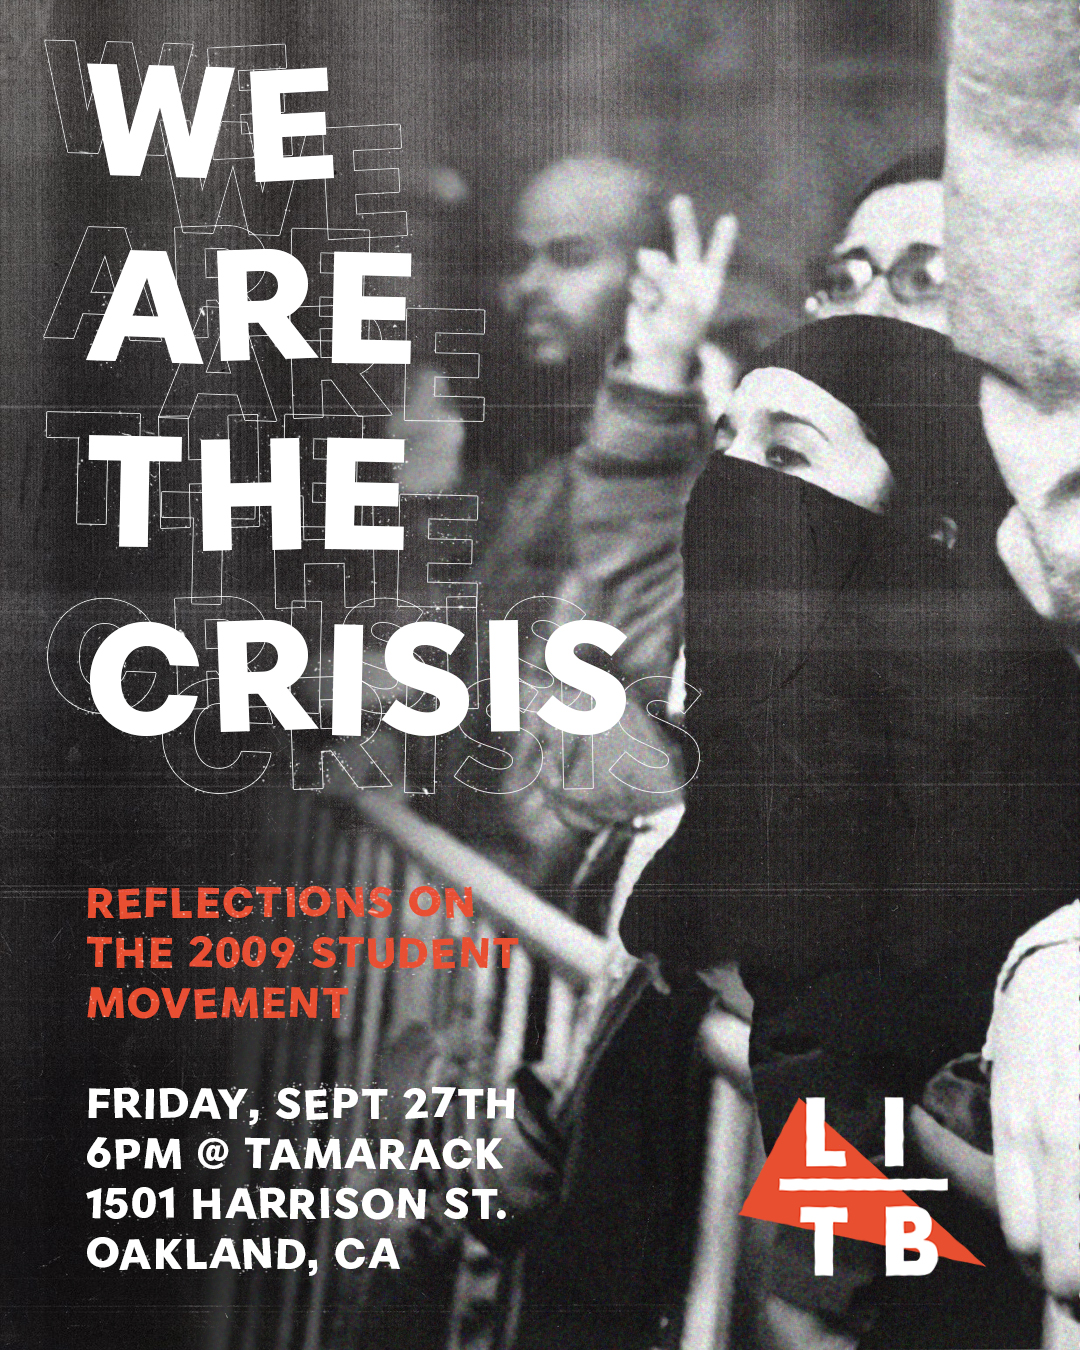 WE
ARE
THE
CRISIS
REFLECTIONS ON
THE 2009 STUDENT
MOVEMENT
FRIDAY, SEPT 27TH
6PM @ TAMARACK
1501 HARRISON ST.
OAKLAND, CA
LI
TB